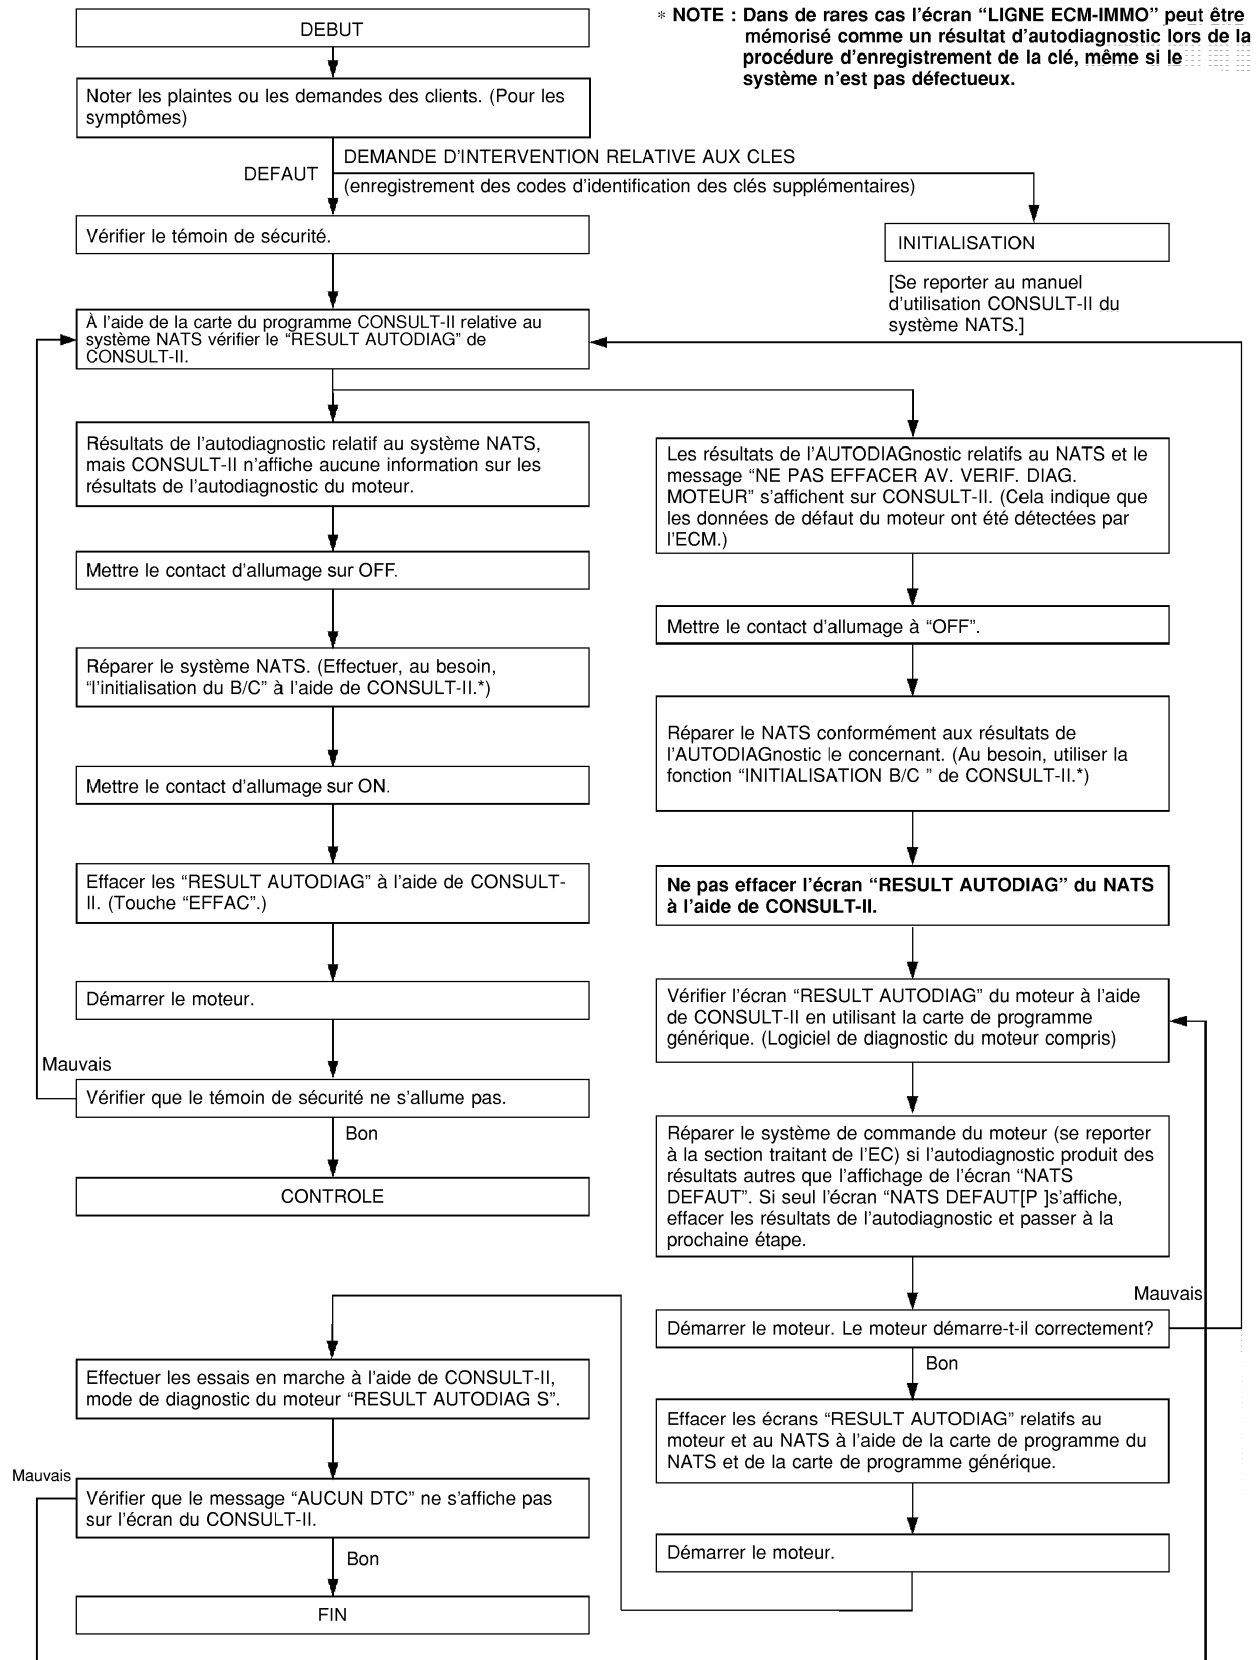 DEBUT
* NOTE : Dans de rares cas l’écran “LIGNE ECM-IMMO” peut être
mémorisé comme un résultat d’autodiagnostic lors de la
procédure d’enregistrement de la clé, même si le
système n’est pas défectueux.
Noter les plaintes ou les demandes des clients. (Pour les
symptômes)
DEFAUT
DEMANDE D’INTERVENTION RELATIVE AUX CLES
(enregistrement des codes d’identification des clés supplémentaires)
Vérifier le témoin de sécurité.
INITIALISATION
[Se reporter au manuel
d’utilisation CONSULT-II du
système NATS.]
À l’aide de la carte du programme CONSULT-II relative au
système NATS vérifier le “RESULT AUTODIAG” de
CONSULT-II.
Résultats de l’autodiagnostic relatif au système NATS,
mais CONSULT-II n’affiche aucune information sur les
résultats de l’autodiagnostic du moteur.
Mettre le contact d’allumage sur OFF.
Réparer le système NATS. (Effectuer, au besoin,
“l’initialisation du B/C” à l’aide de CONSULT-II.*)
Mettre le contact d’allumage sur ON.
Effacer les “RESULT AUTODIAG” à l’aide de CONSULT-
II. (Touche “EFFAC”.)
Démarrer le moteur.
Mauvais
Vérifier que le témoin de sécurité ne s’allume pas.
Bon
CONTROLE
Les résultats de l’AUTODIAGnostic relatifs au NATS et le
message “NE PAS EFFACER AV. VERIF. DIAG.
MOTEUR” s’affichent sur CONSULT-II. (Cela indique que
les données de défaut du moteur ont été détectées par
l’ECM.)
Mettre le contact d’allumage à “OFF”.
Réparer le NATS conformément aux résultats de
l’AUTODIAGnostic le concernant. (Au besoin, utiliser la
fonction “INITIALISATION B/C ” de CONSULT-II.*)
Ne pas effacer l’écran “RESULT AUTODIAG” du NATS
à l’aide de CONSULT-II.
Vérifier l’écran “RESULT AUTODIAG” du moteur à l’aide
de CONSULT-II en utilisant la carte de programme
générique. (Logiciel de diagnostic du moteur compris)
Réparer le système de commande du moteur (se reporter
à la section traitant de l’EC) si l’autodiagnostic produit des
résultats autres que l’affichage de l’écran “NATS
DEFAUT”. Si seul l’écran “NATS DEFAUT[P ]s’affiche,
effacer les résultats de l’autodiagnostic et passer à la
prochaine étape.
Mauvais
Démarrer le moteur. Le moteur démarre-t-il correctement?
Bon
Effacer les écrans “RESULT AUTODIAG” relatifs au
moteur et au NATS à l’aide de la carte de programme du
NATS et de la carte de programme générique.
Démarrer le moteur.
Effectuer les essais en marche à l’aide de CONSULT-II,
mode de diagnostic du moteur “RESULT AUTODIAG S”.
Mauvais
Vérifier que le message “AUCUN DTC” ne s’affiche pas
sur l’écran du CONSULT-II.
Bon
FIN